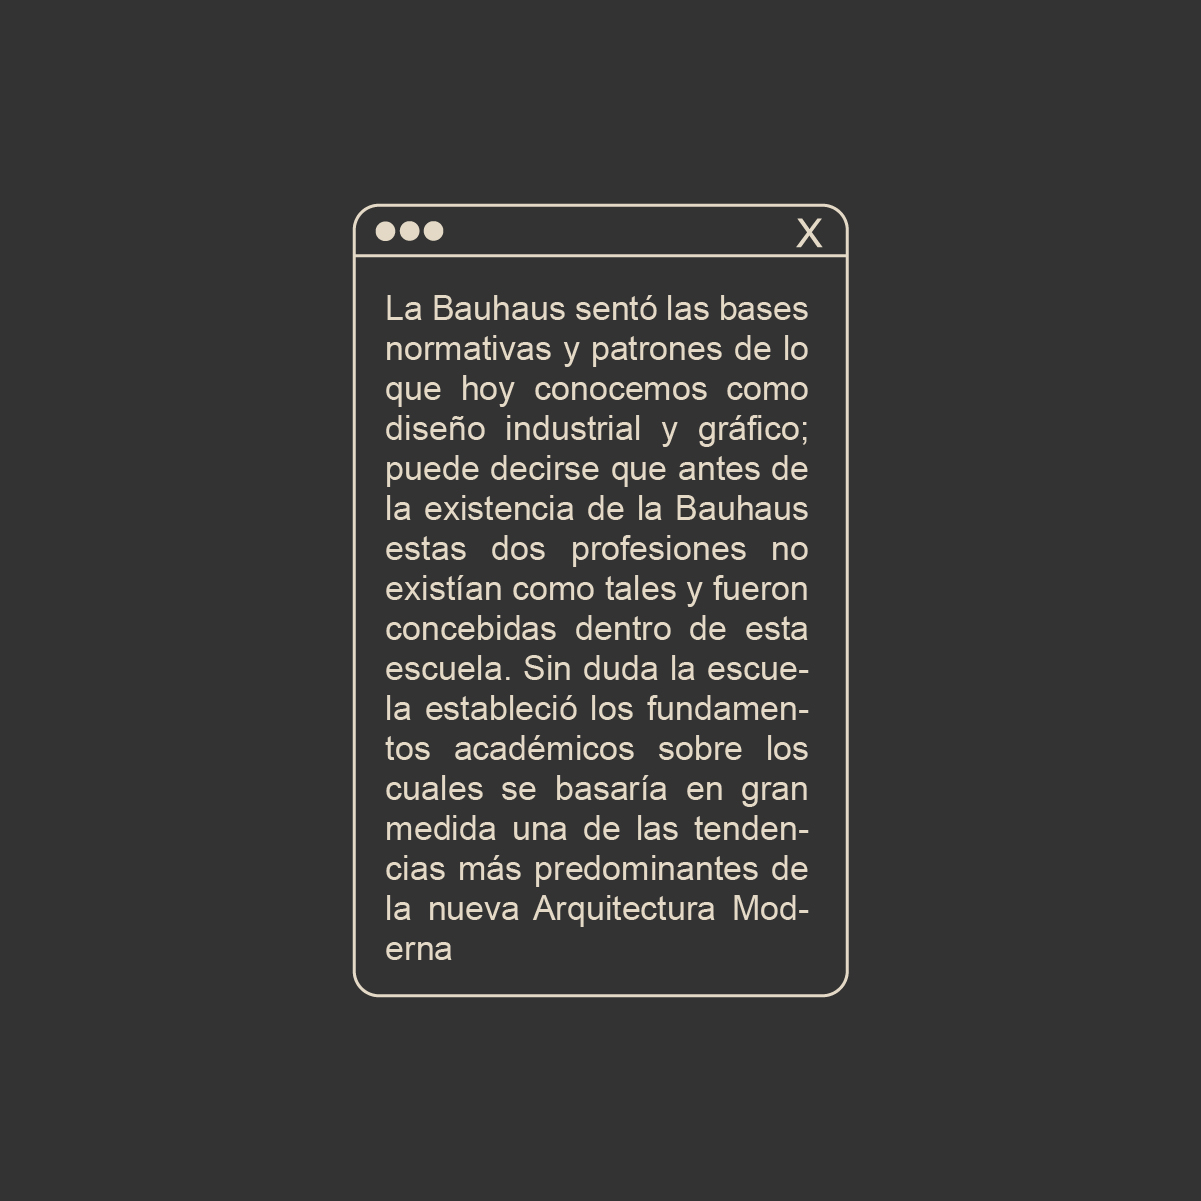 X
La Bauhaus sentó las bases
normativas y patrones de lo
que hoy conocemos como
diseño industrial y gráfico;
puede decirse que antes de
la existencia de la Bauhaus
estas dos profesiones no
existían como tales y fueron
concebidas dentro de esta
escuela. Sin duda la escue-
la estableció los fundamen-
tos académicos sobre los
cuales se basaría en gran
medida una de las tenden-
cias más predominantes de
la nueva Arquitectura Mod-
erna